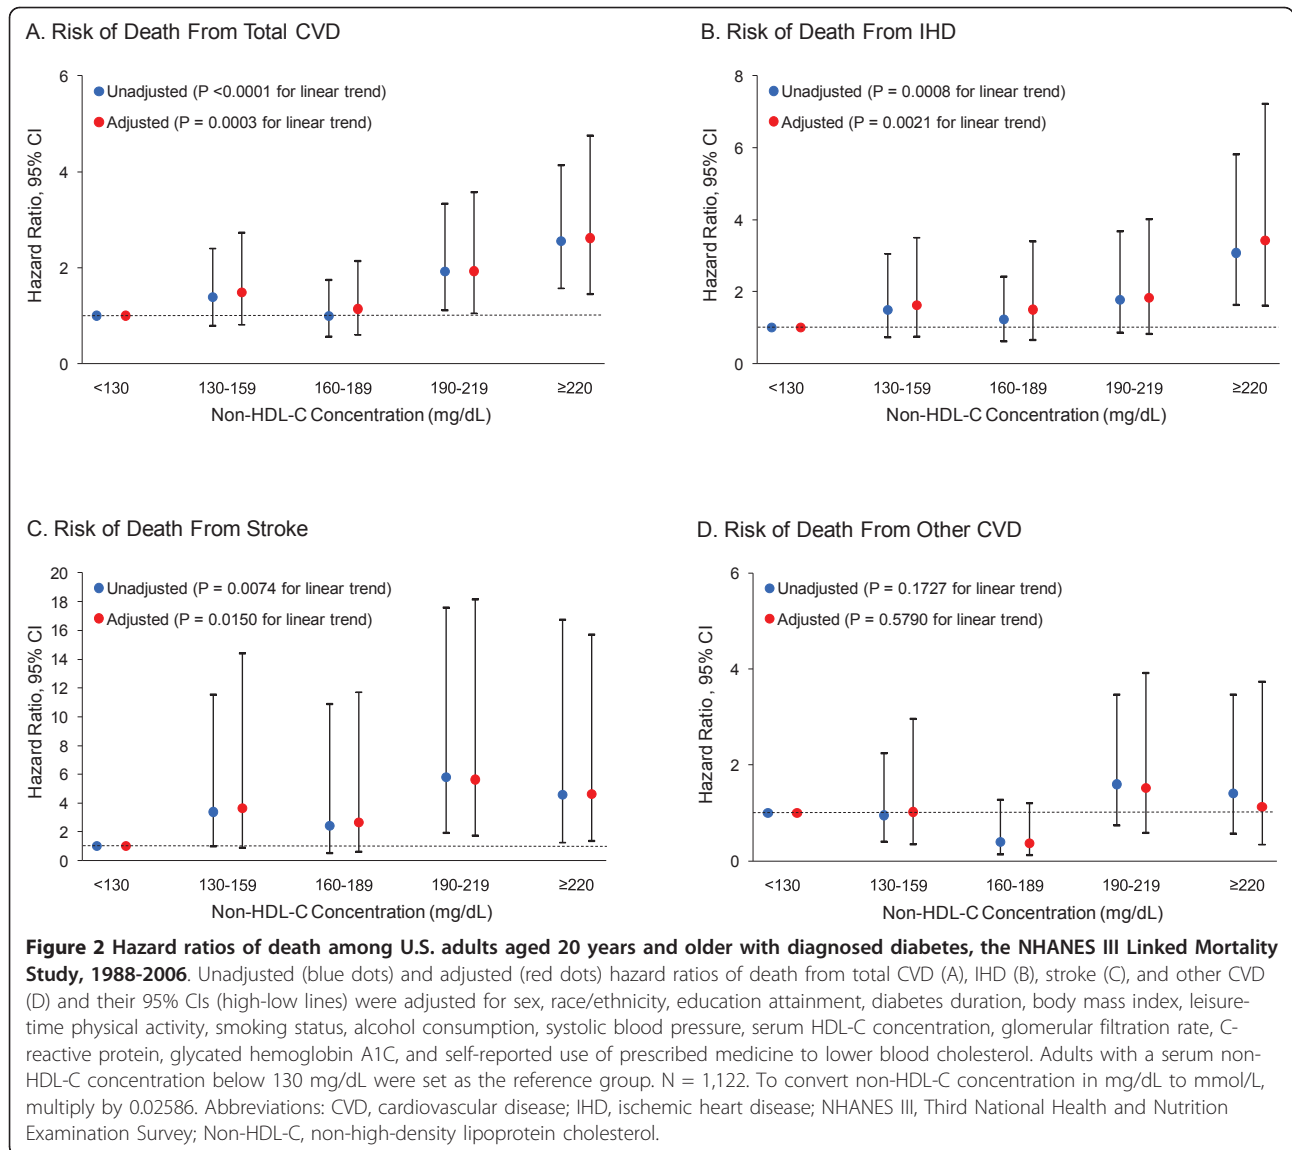 A. Risk of Death From Total CVD
Hazard Ratio, 95% CI
6
4
2
0
Unadjusted (P <0.0001 for linear trend)
Adjusted (P = 0.0003 for linear trend)
<130 130-159 160-189 190-219 ≥220
Non-HDL-C Concentration (mg/dL)
B. Risk of Death From IHD
Hazard Ratio, 95% CI
8
6
4
2
0
Unadjusted (P = 0.0008 for linear trend)
Adjusted (P = 0.0021 for linear trend)
<130 130-159 160-189 190-219 ≥220
Non-HDL-C Concentration (mg/dL)
C. Risk of Death From Stroke
Hazard Ratio, 95% CI
20
18
16
14
12
10
8
6
4
2
0
Unadjusted (P = 0.0074 for linear trend)
Adjusted (P = 0.0150 for linear trend)
<130 130-159 160-189 190-219 ≥220
Non-HDL-C Concentration (mg/dL)
D. Risk of Death From Other CVD
Hazard Ratio, 95% CI
6
4
2
0
Unadjusted (P = 0.1727 for linear trend)
Adjusted (P = 0.5790 for linear trend)
<130 130-159 160-189 190-219 ≥220
Non-HDL-C Concentration (mg/dL)
Figure 2 Hazard ratios of death among U.S. adults aged 20 years and older with diagnosed diabetes, the NHANES III Linked Mortality
Study, 1988-2006. Unadjusted (blue dots) and adjusted (red dots) hazard ratios of death from total CVD (A), IHD (B), stroke (C), and other CVD
(D) and their 95% CIs (high-low lines) were adjusted for sex, race/ethnicity, education attainment, diabetes duration, body mass index, leisure-
time physical activity, smoking status, alcohol consumption, systolic blood pressure, serum HDL-C concentration, glomerular filtration rate, C-
reactive protein, glycated hemoglobin A1C, and self-reported use of prescribed medicine to lower blood cholesterol. Adults with a serum non-
HDL-C concentration below 130 mg/dL were set as the reference group. N = 1,122. To convert non-HDL-C concentration in mg/dL to mmol/L,
multiply by 0.02586. Abbreviations: CVD, cardiovascular disease; IHD, ischemic heart disease; NHANES III, Third National Health and Nutrition
Examination Survey; Non-HDL-C, non-high-density lipoprotein cholesterol.